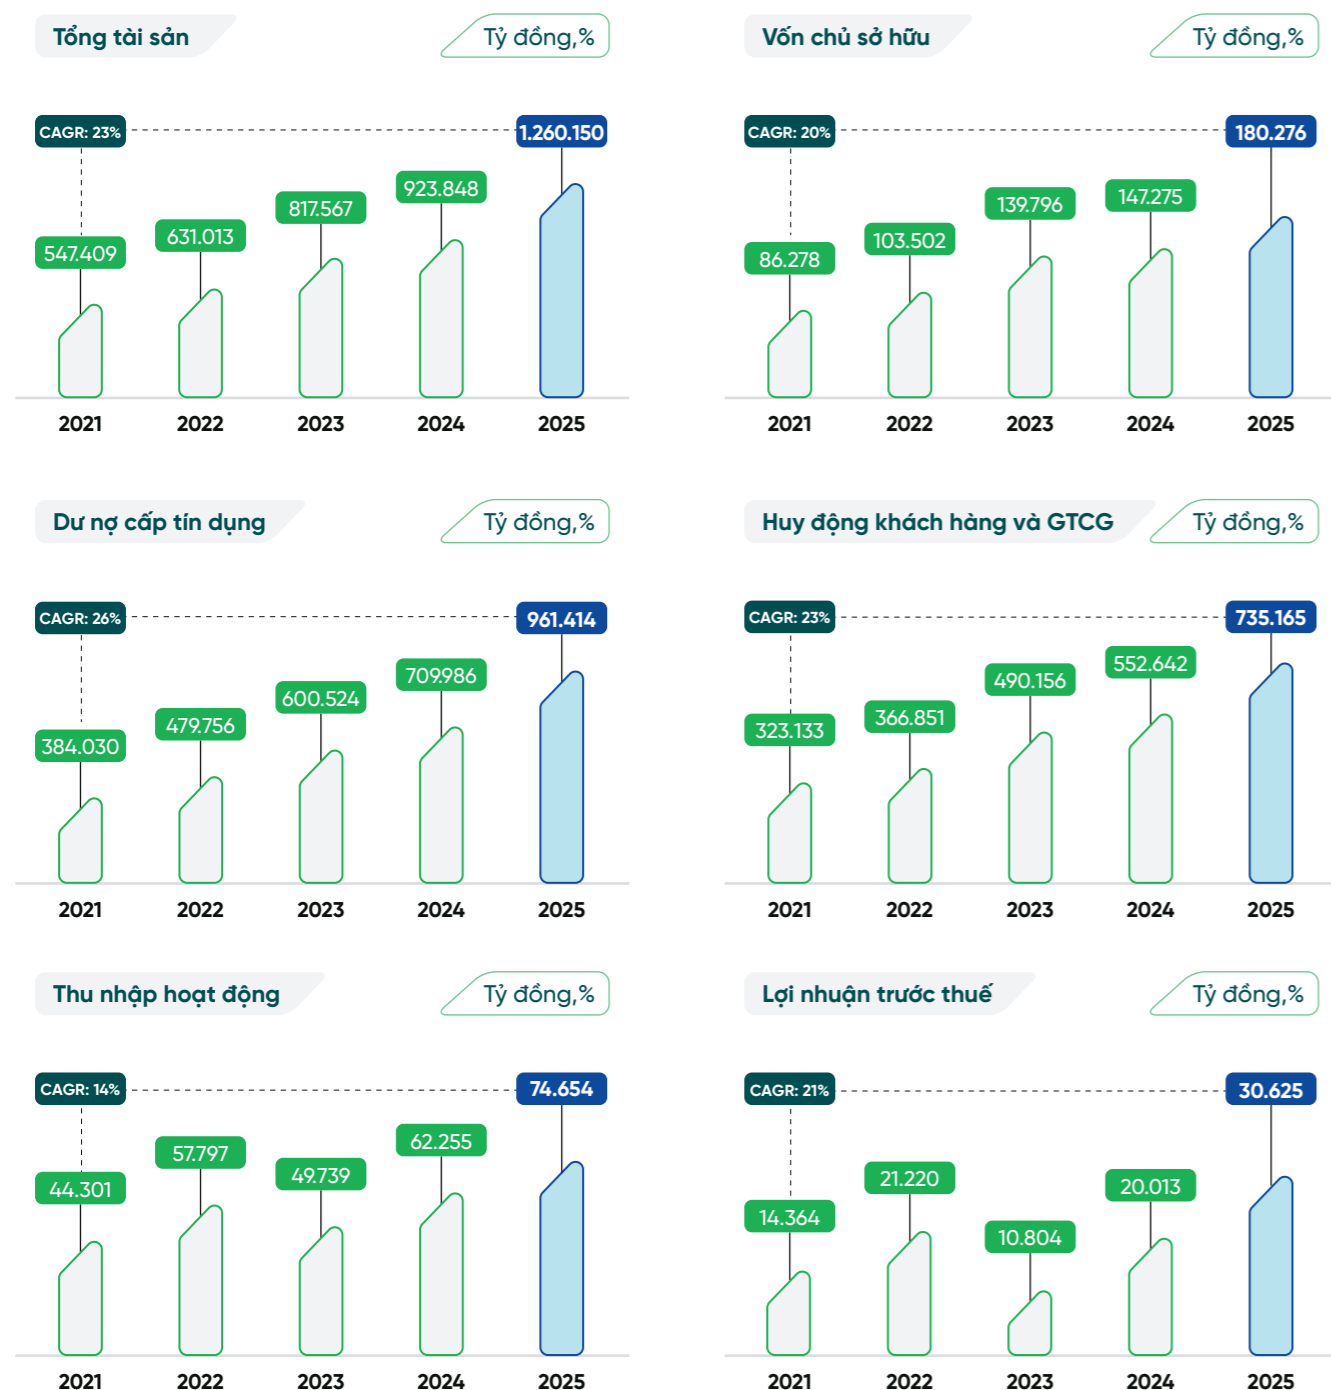 Tổng tài sản
Tỷ đồng,%
CAGR: 23%
1.260.150
923.848
817.567
631.013
547.409
2021 2022 2023 2024 2025
Vốn chủ sở hữu
Tỷ đồng,%
CAGR: 20%
180.276
147.275
139.796
103.502
86.278
2021 2022 2023 2024 2025
Dư nợ cấp tín dụng
Tỷ đồng,%
CAGR: 26%
961.414
709.986
600.524
479.756
384.030
2021 2022 2023 2024 2025
Huy động khách hàng và GTCG
Tỷ đồng,%
CAGR: 23%
735.165
552.642
490.156
366.851
323.133
2021 2022 2023 2024 2025
Thu nhập hoạt động
Tỷ đồng,%
CAGR: 14%
74.654
62.255
57.797
49.739
44.301
2021 2022 2023 2024 2025
Lợi nhuận trước thuế
Tỷ đồng,%
CAGR: 21%
30.625
21.220
20.013
14.364
10.804
2021 2022 2023 2024 2025